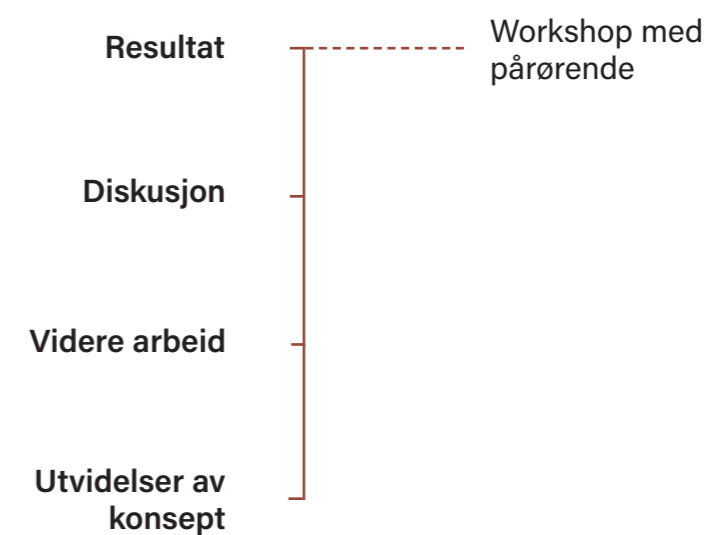 Resultat
Workshop med
pårørende
Diskusjon
Videre arbeid
Utvidelser av
konsept